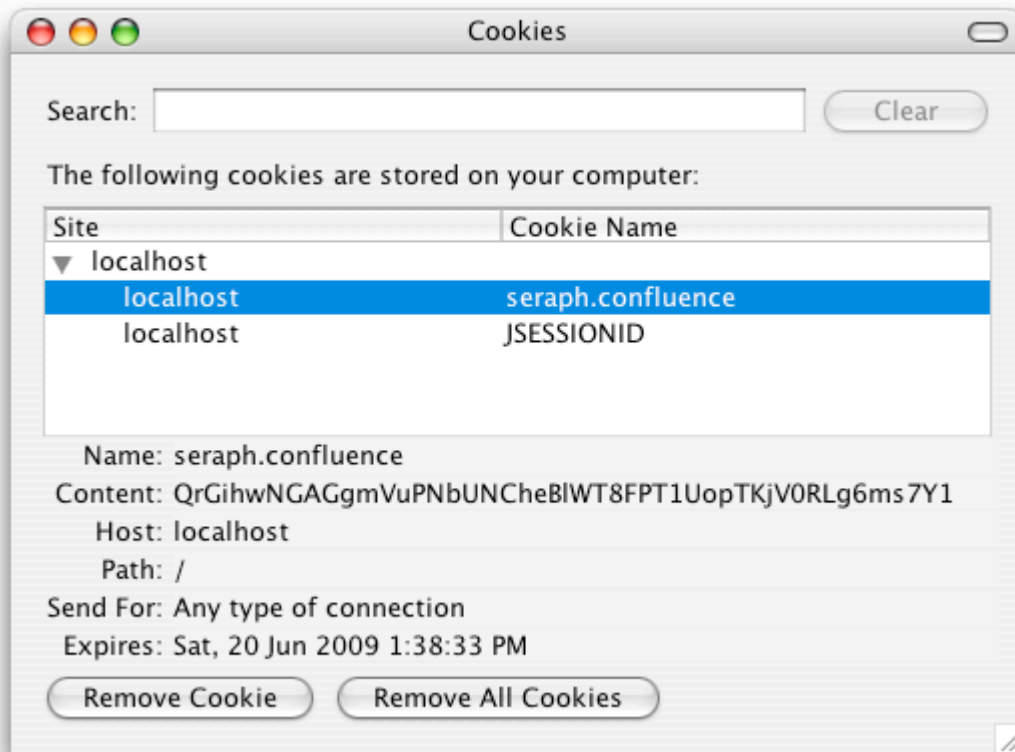 Cookies
Search: Clear
The following cookies are stored on your computer:
Site Cookie Name
localhost
localhost seraph.confluence
localhost JSESSIONID
Name: seraph.confluence
Content: QrGihwNGAGgmVuPNbUNCheBlWT8FPT1UopTKjV0RLg6ms7Y1
Host: localhost
Path: /
Send For: Any type of connection
Expires: Sat, 20 Jun 2009 1:38:33 PM
Remove Cookie Remove All Cookies